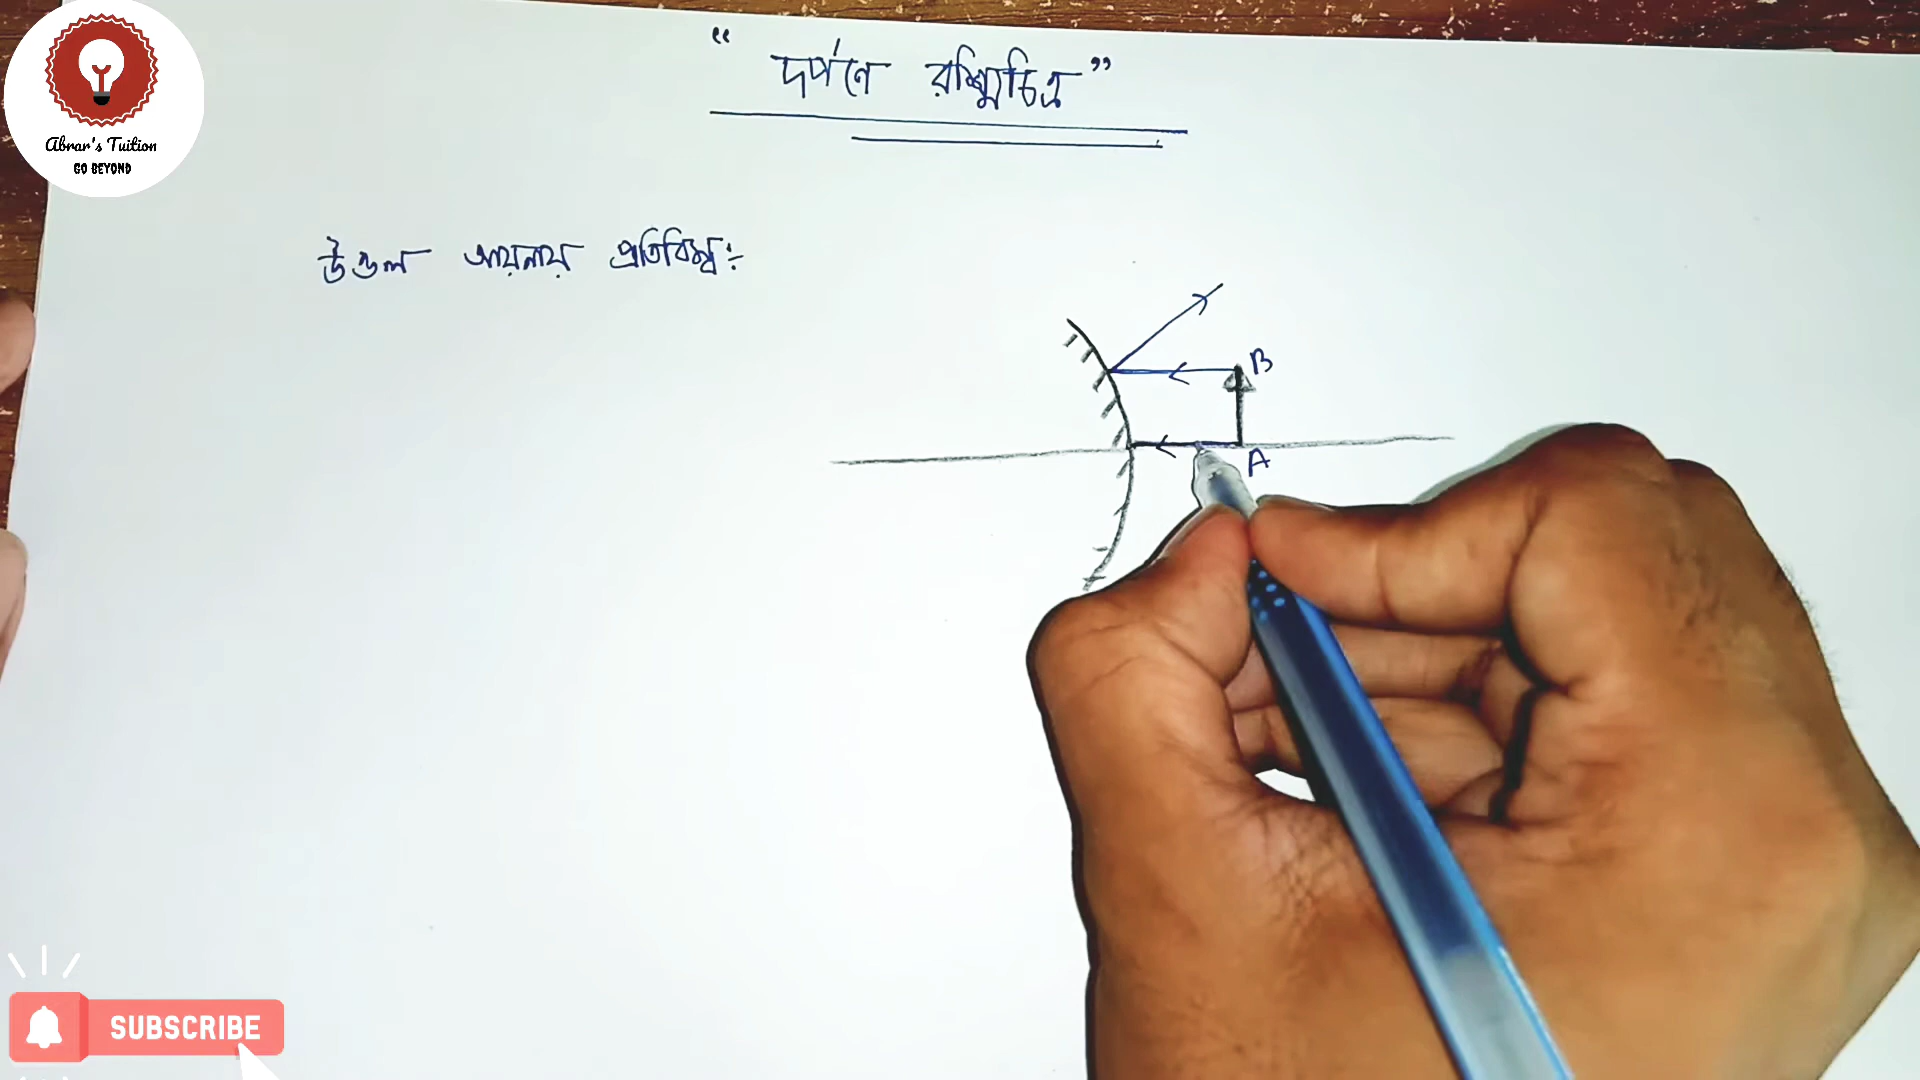 “ দর্পণে রশ্মিচিত্র ”
Abrar's Tuition
GO BEYOND
উত্তল আয়নায় প্রতিবিম্ব :
B
A
SUBSCRIBE